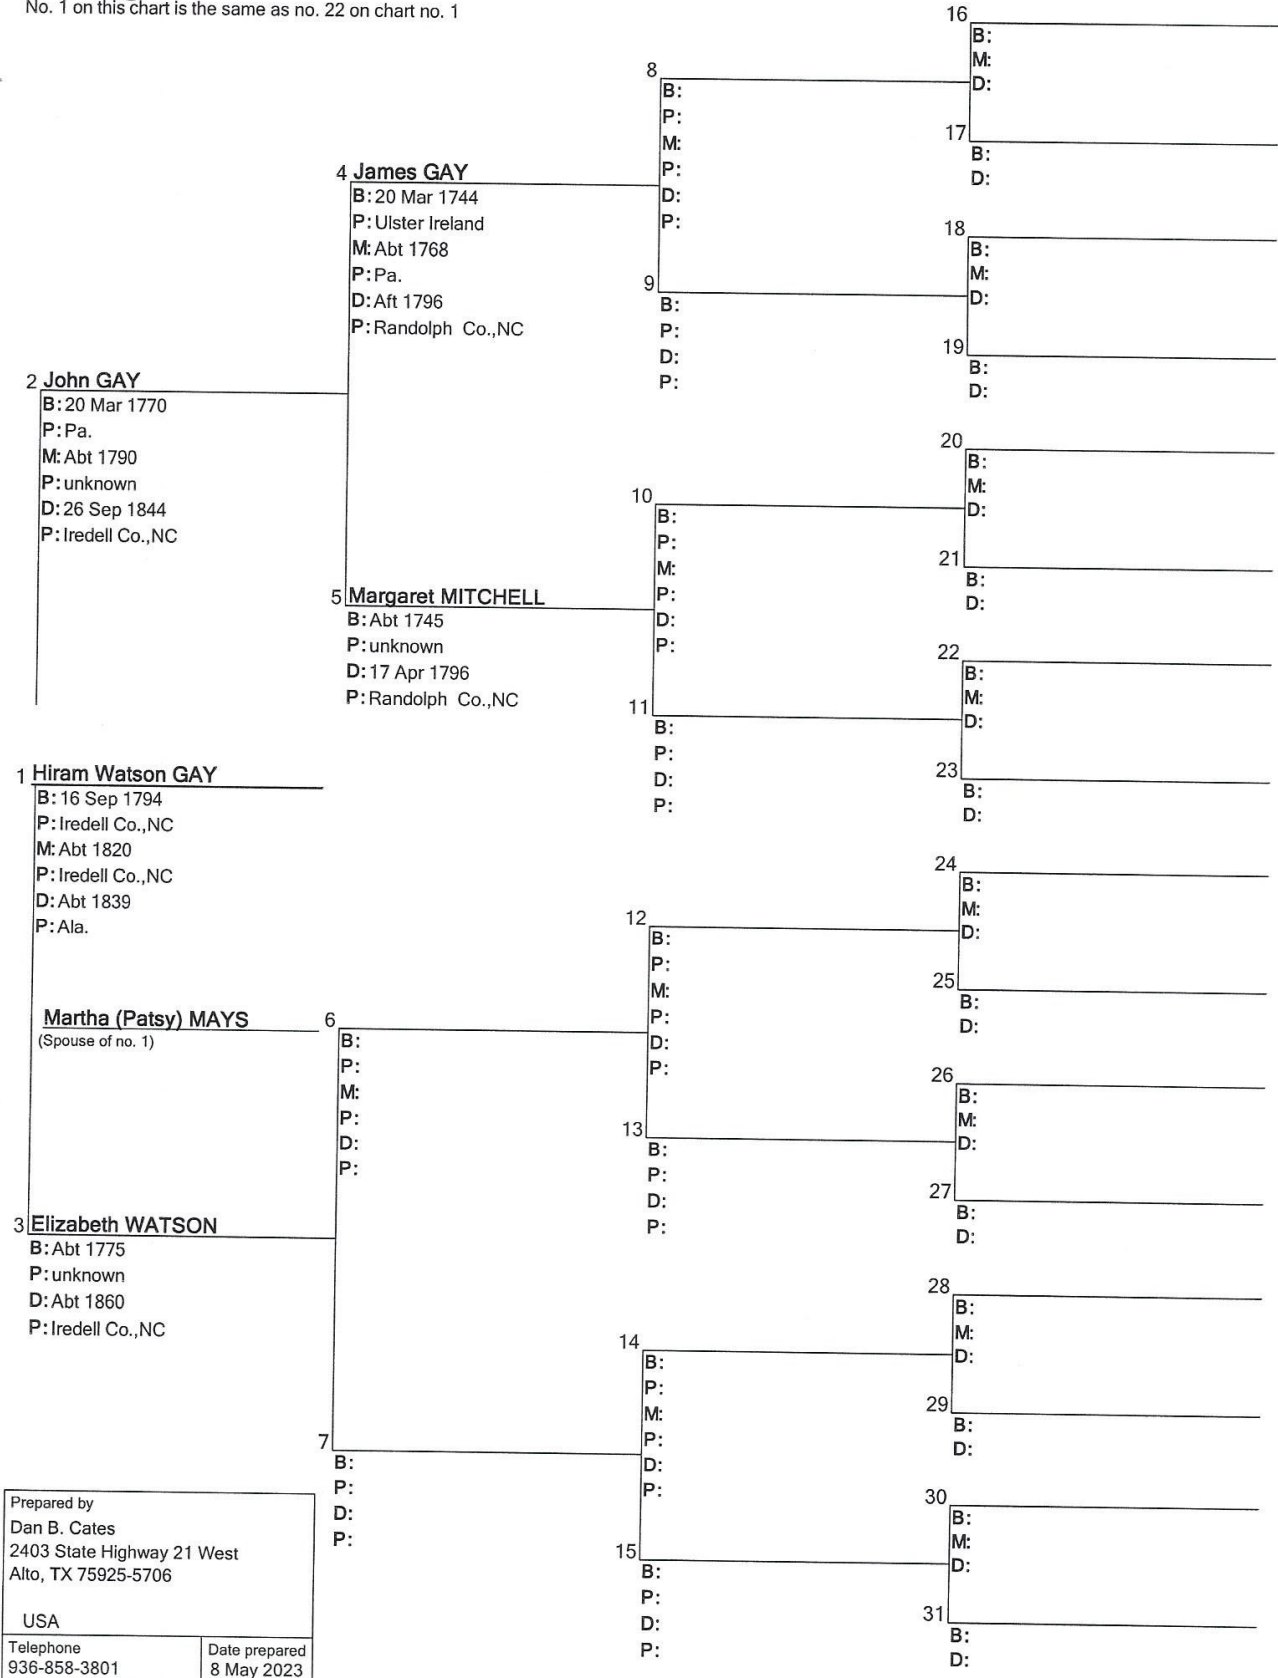 No. 1 on this chart is the same as no. 22 on chart no. 1
2 John GAY
B: 20 Mar 1770
P: Pa.
M: Abt 1790
P: unknown
D: 26 Sep 1844
P: Iredell Co.,NC
1 Hiram Watson GAY
B: 16 Sep 1794
P: Iredell Co.,NC
M: Abt 1820
P: Iredell Co.,NC
D: Abt 1839
P: Ala.
Martha (Patsy) MAYS
(Spouse of no. 1)
3 Elizabeth WATSON
B: Abt 1775
P: unknown
D: Abt 1860
P: Iredell Co.,NC
4 James GAY
B: 20 Mar 1744
P: Ulster Ireland
M: Abt 1768
P: Pa.
D: Aft 1796
P: Randolph Co.,NC
5 Margaret MITCHELL
B: Abt 1745
P: unknown
D: 17 Apr 1796
P: Randolph Co.,NC
6
B:
P:
M:
P:
D:
P:
7
B:
P:
D:
P:
8
B:
P:
M:
P:
D:
P:
9
B:
P:
D:
P:
10
B:
P:
M:
P:
D:
P:
11
B:
P:
D:
P:
12
B:
P:
M:
P:
D:
P:
13
B:
P:
D:
P:
14
B:
P:
M:
P:
D:
P:
15
B:
P:
D:
P:
16
B:
M:
D:
17
B:
D:
18
B:
M:
D:
19
B:
D:
20
B:
M:
D:
21
B:
D:
22
B:
M:
D:
23
B:
D:
24
B:
M:
D:
25
B:
D:
26
B:
M:
D:
27
B:
D:
28
B:
M:
D:
29
B:
D:
30
B:
M:
D:
31
B:
D:
Prepared by
Dan B. Cates
2403 State Highway 21 West
Alto, TX 75925-5706
USA
Telephone
936-858-3801
Date prepared
8 May 2023